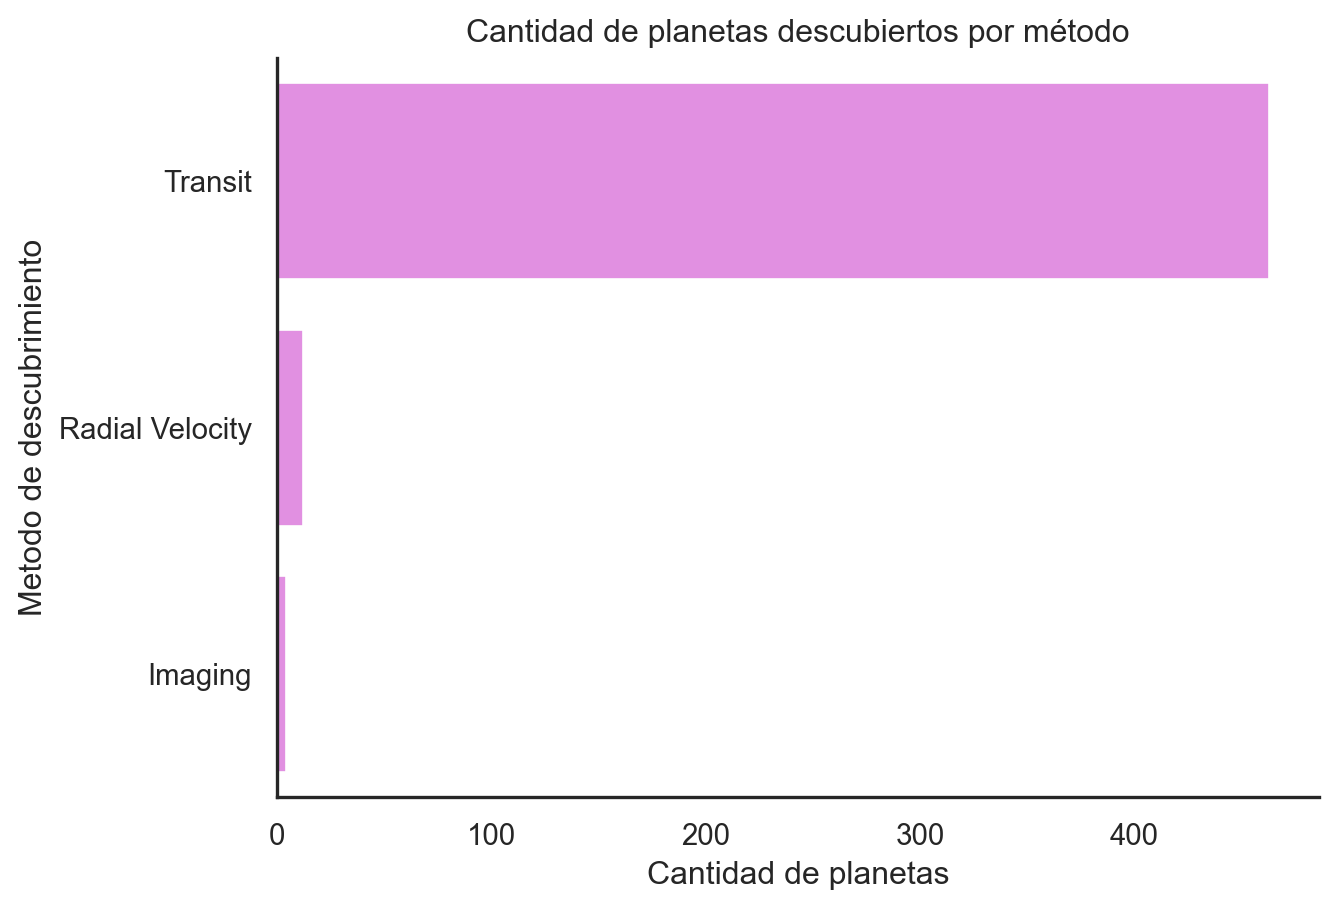 Cantidad de planetas descubiertos por método
Metodo de descubrimiento
Transit
Radial Velocity
Imaging
0 100 200 300 400
Cantidad de planetas